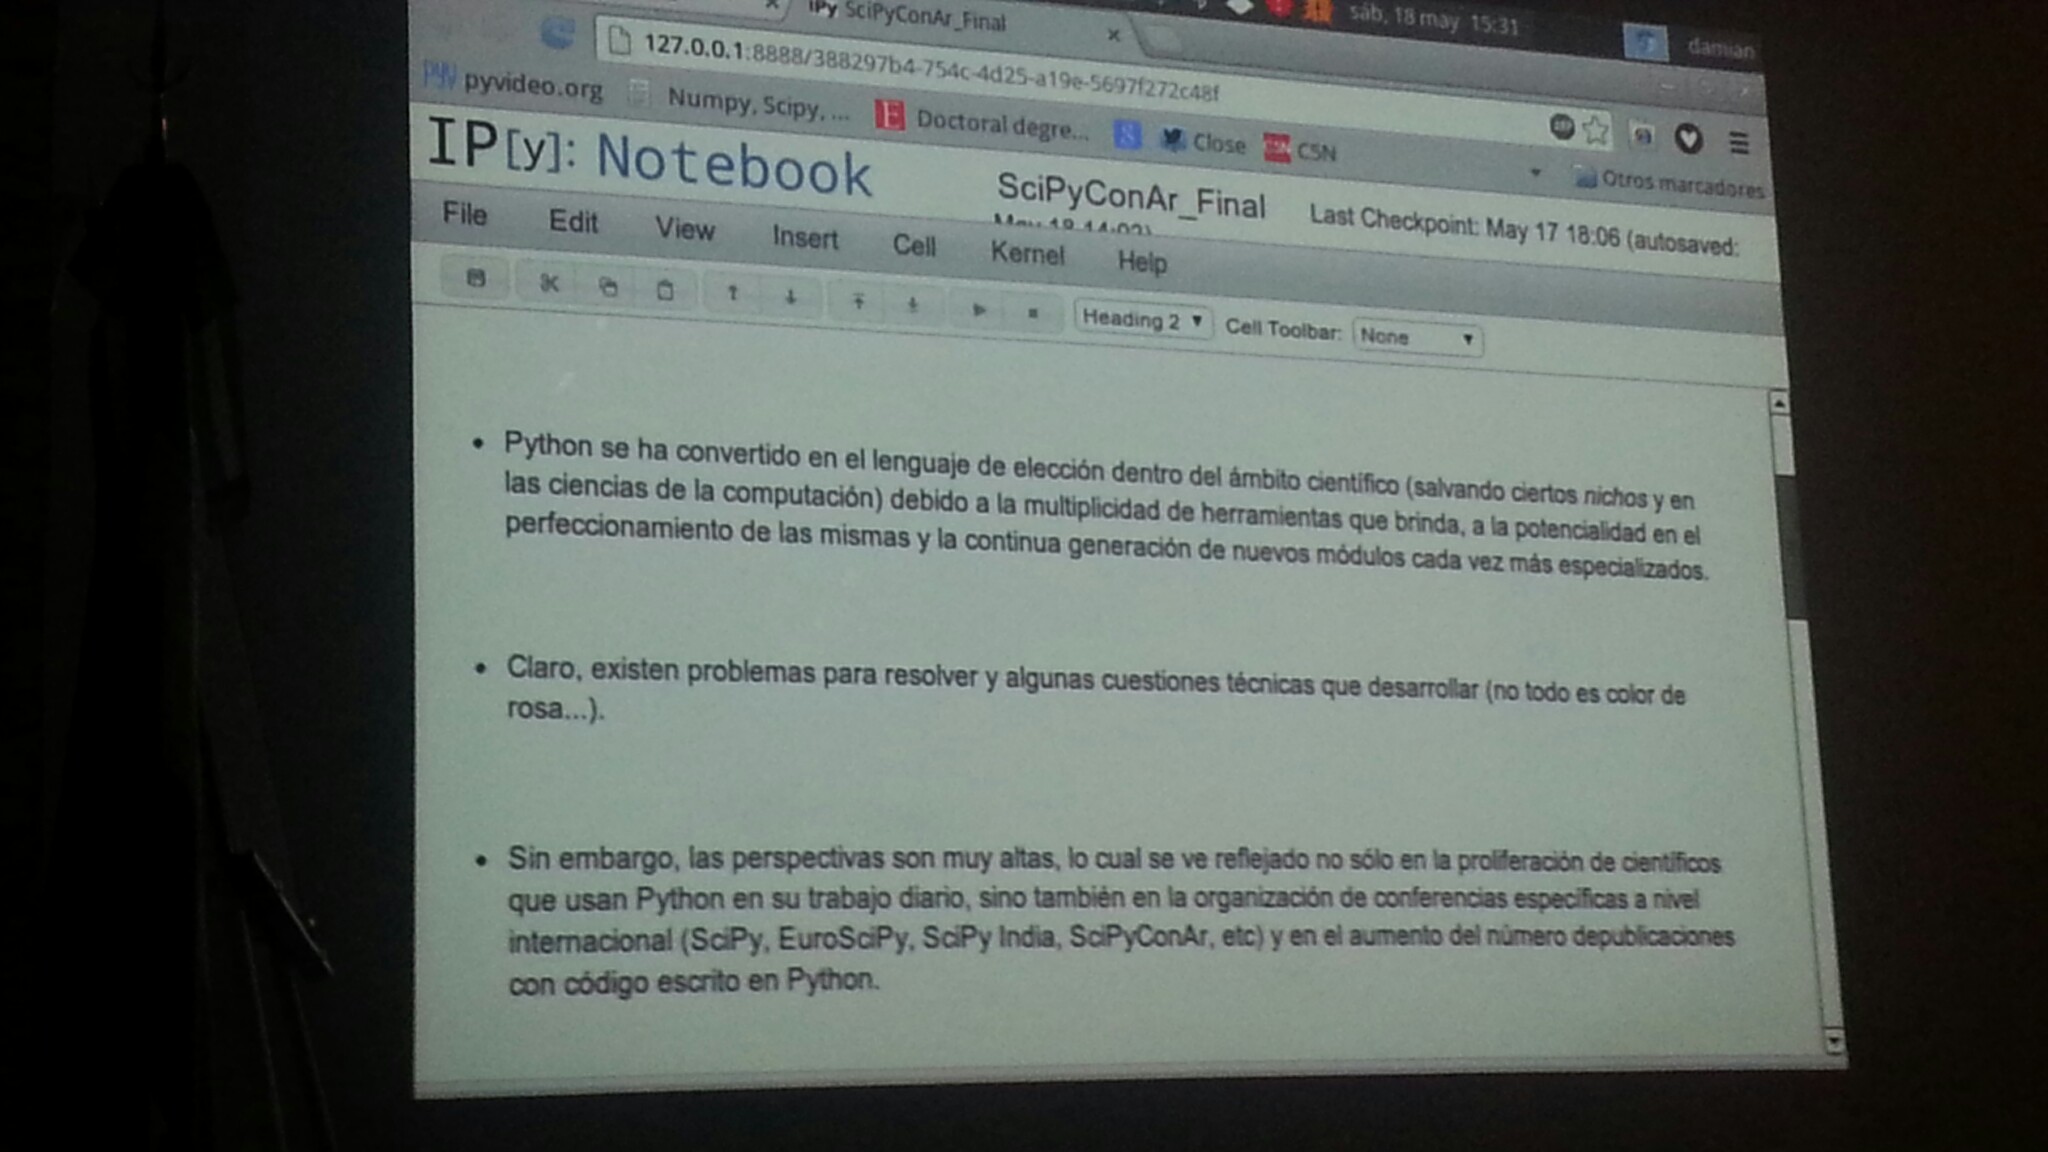 IPy SciPyConAr_Final
sáb, 18 may 15:31
damian
127.0.0.1:8888/388297b4-754c-4d25-a19e-5697f272c48f
pyvideo.org Numpy, Scipy, ... Doctoral degre... Close C5N
Otros marcadores
IP[y]: Notebook
SciPyConAr_Final Last Checkpoint: May 17 18:06 (autosaved:
May 18 14:02)
File Edit View Insert Cell Kernel Help
Heading 2 Cell Toolbar: None
• Python se ha convertido en el lenguaje de elección dentro del ámbito científico (salvando ciertos nichos y en
las ciencias de la computación) debido a la multiplicidad de herramientas que brinda, a la potencialidad en el
perfeccionamiento de las mismas y la continua generación de nuevos módulos cada vez más especializados.
• Claro, existen problemas para resolver y algunas cuestiones técnicas que desarrollar (no todo es color de
rosa...).
• Sin embargo, las perspectivas son muy altas, lo cual se ve reflejado no sólo en la proliferación de científicos
que usan Python en su trabajo diario, sino también en la organización de conferencias específicas a nivel
internacional (SciPy, EuroSciPy, SciPy India, SciPyConAr, etc) y en el aumento del número depublicaciones
con código escrito en Python.